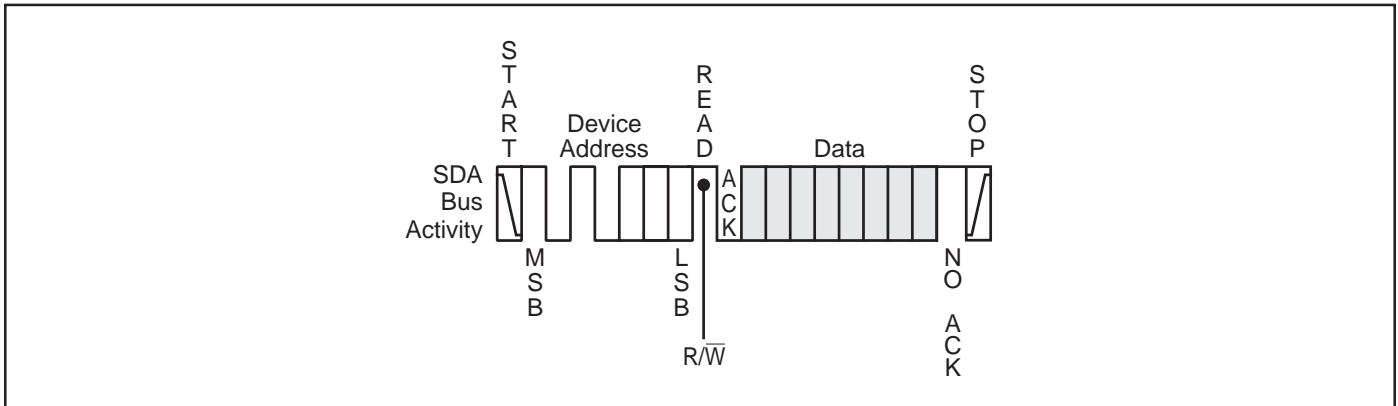 START
Device
Address
READ
Data
STOP
SDA
Bus
Activity
ACK
MSB
LSB
R/W̅
NO ACK